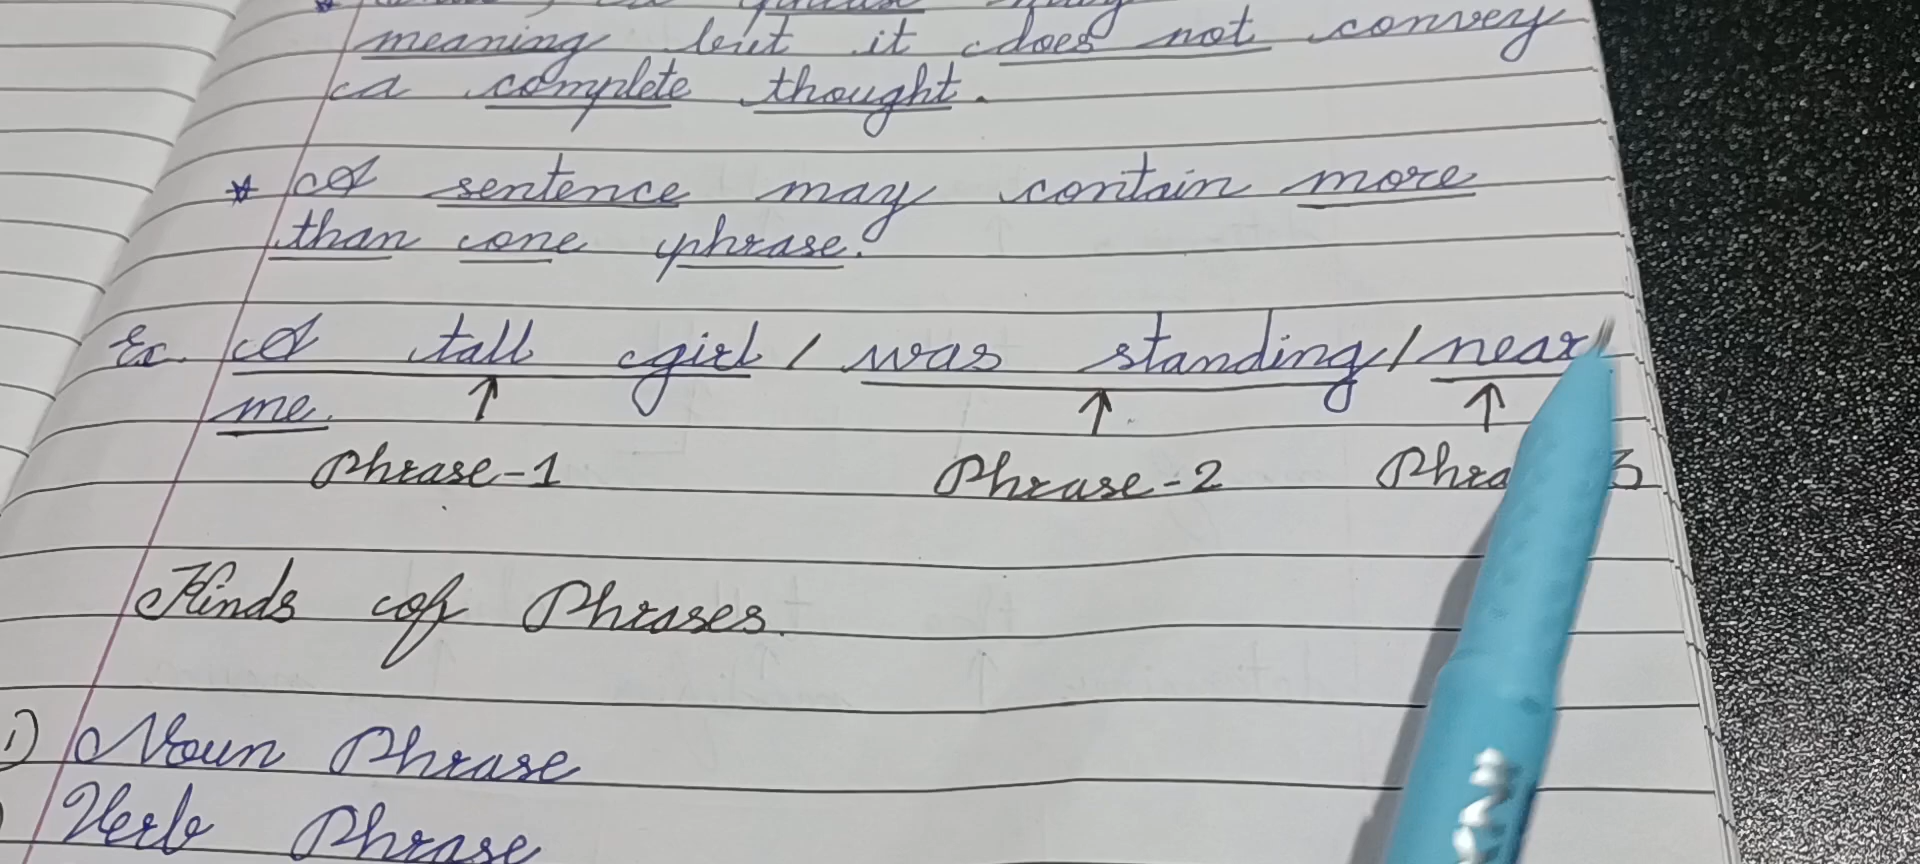 meaning but it does not convey
a complete thought.
* A sentence may contain more
than one phrase.
Ex. A tall girl / was standing / near
me.
Phrase-1 Phrase-2
Kinds of Phrases.
1) Noun Phrase
Verb Phrase